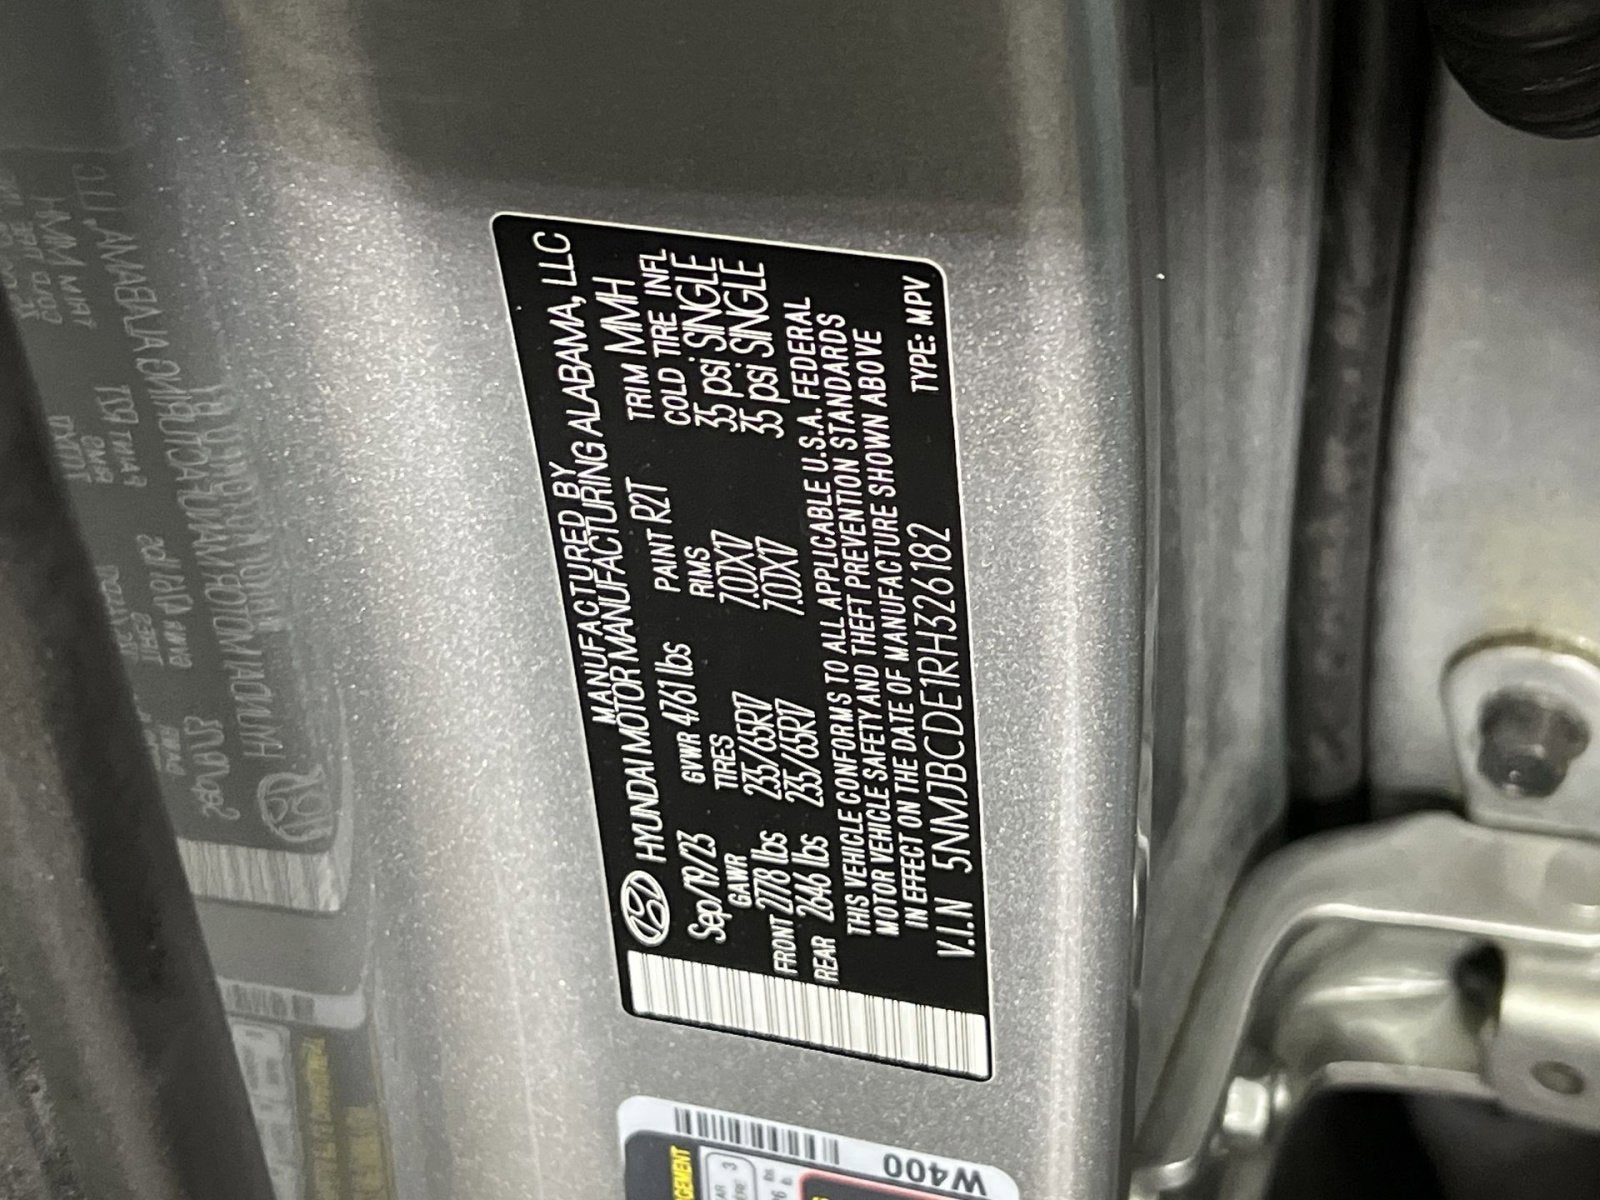 MANUFACTURED BY
HYUNDAI MOTOR MANUFACTURING ALABAMA, LLC
Sep/19/23 GVWR 4761 lbs PAINT R2T TRIM MMH
GAWR TIRES RIMS COLD TIRE INFL
FRONT 2778 lbs 235/65R17 7.0JX17 35 psi SINGLE
REAR 2646 lbs 235/65R17 7.0JX17 35 psi SINGLE
THIS VEHICLE CONFORMS TO ALL APPLICABLE U.S.A. FEDERAL
MOTOR VEHICLE SAFETY AND THEFT PREVENTION STANDARDS
IN EFFECT ON THE DATE OF MANUFACTURE SHOWN ABOVE
V.I.N 5NMJBCDE1RH326182 TYPE: MPV
W400